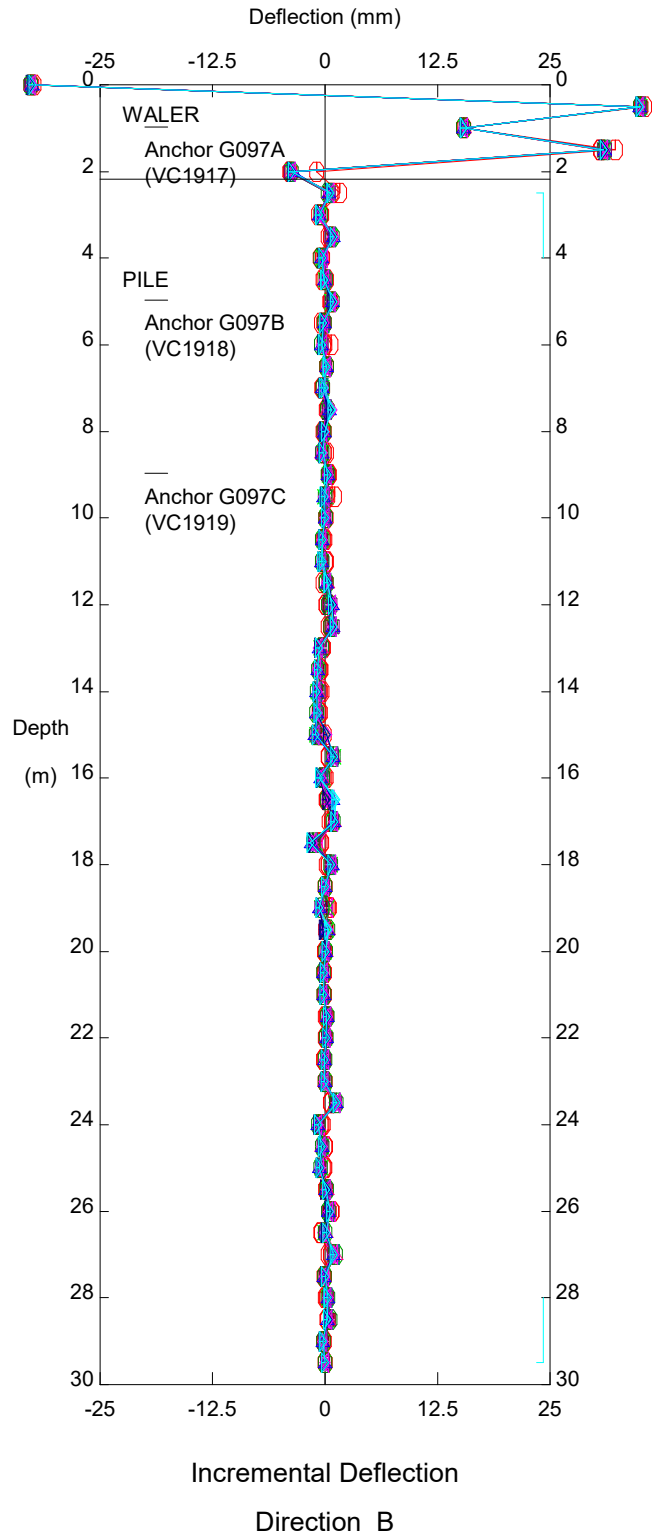 Deflection (mm)
-25 -12.5 0 12.5 25
0 0
WALER
Anchor G097A
2 2
(VC1917)
4 4
PILE
Anchor G097B
6 6
(VC1918)
8 8
Anchor G097C
10 10
(VC1919)
12 12
14 14
Depth
(m)
16 16
18 18
20 20
22 22
24 24
26 26
28 28
30 30
-25 -12.5 0 12.5 25
Incremental Deflection
Direction B